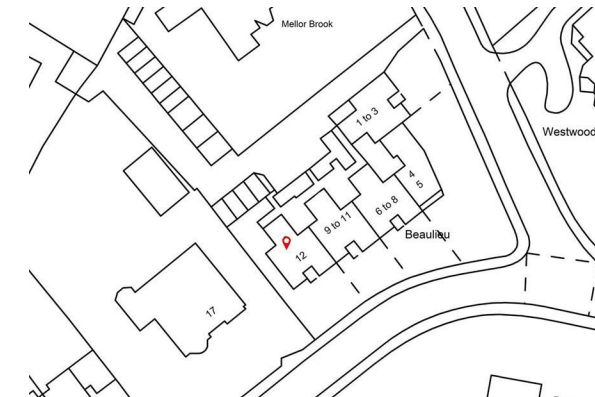 Mellor Brook
1 to 3
Westwood
4
5
6 to 8
9 to 11
Beaulieu
12
17